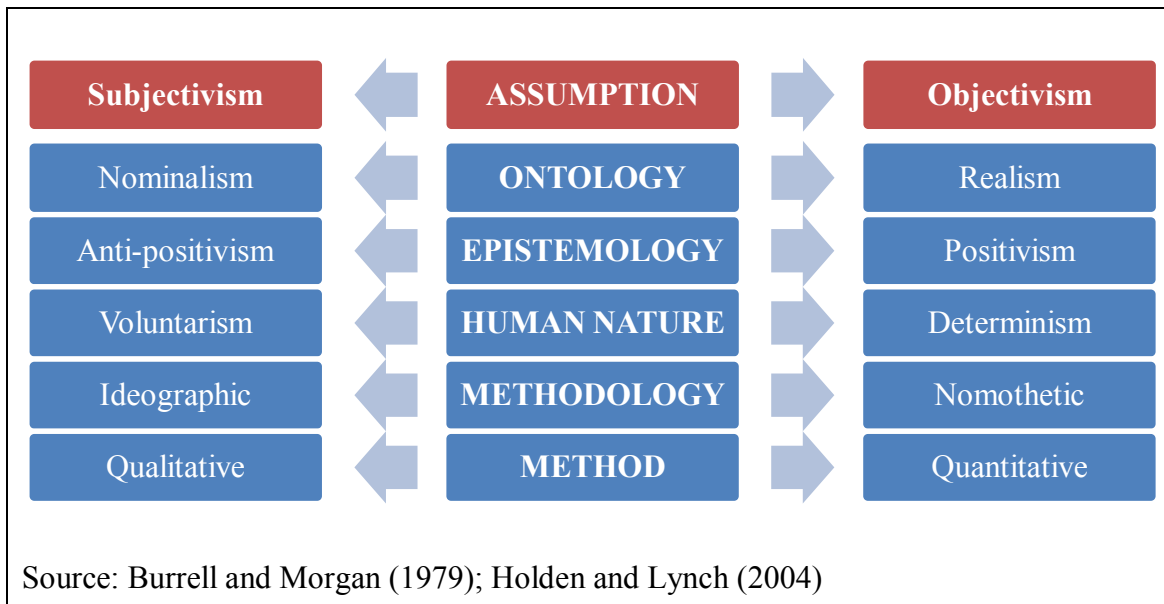 Subjectivism ASSUMPTION Objectivism
Nominalism ONTOLOGY Realism
Anti-positivism EPISTEMOLOGY Positivism
Voluntarism HUMAN NATURE Determinism
Ideographic METHODOLOGY Nomothetic
Qualitative METHOD Quantitative
Source: Burrell and Morgan (1979); Holden and Lynch (2004)